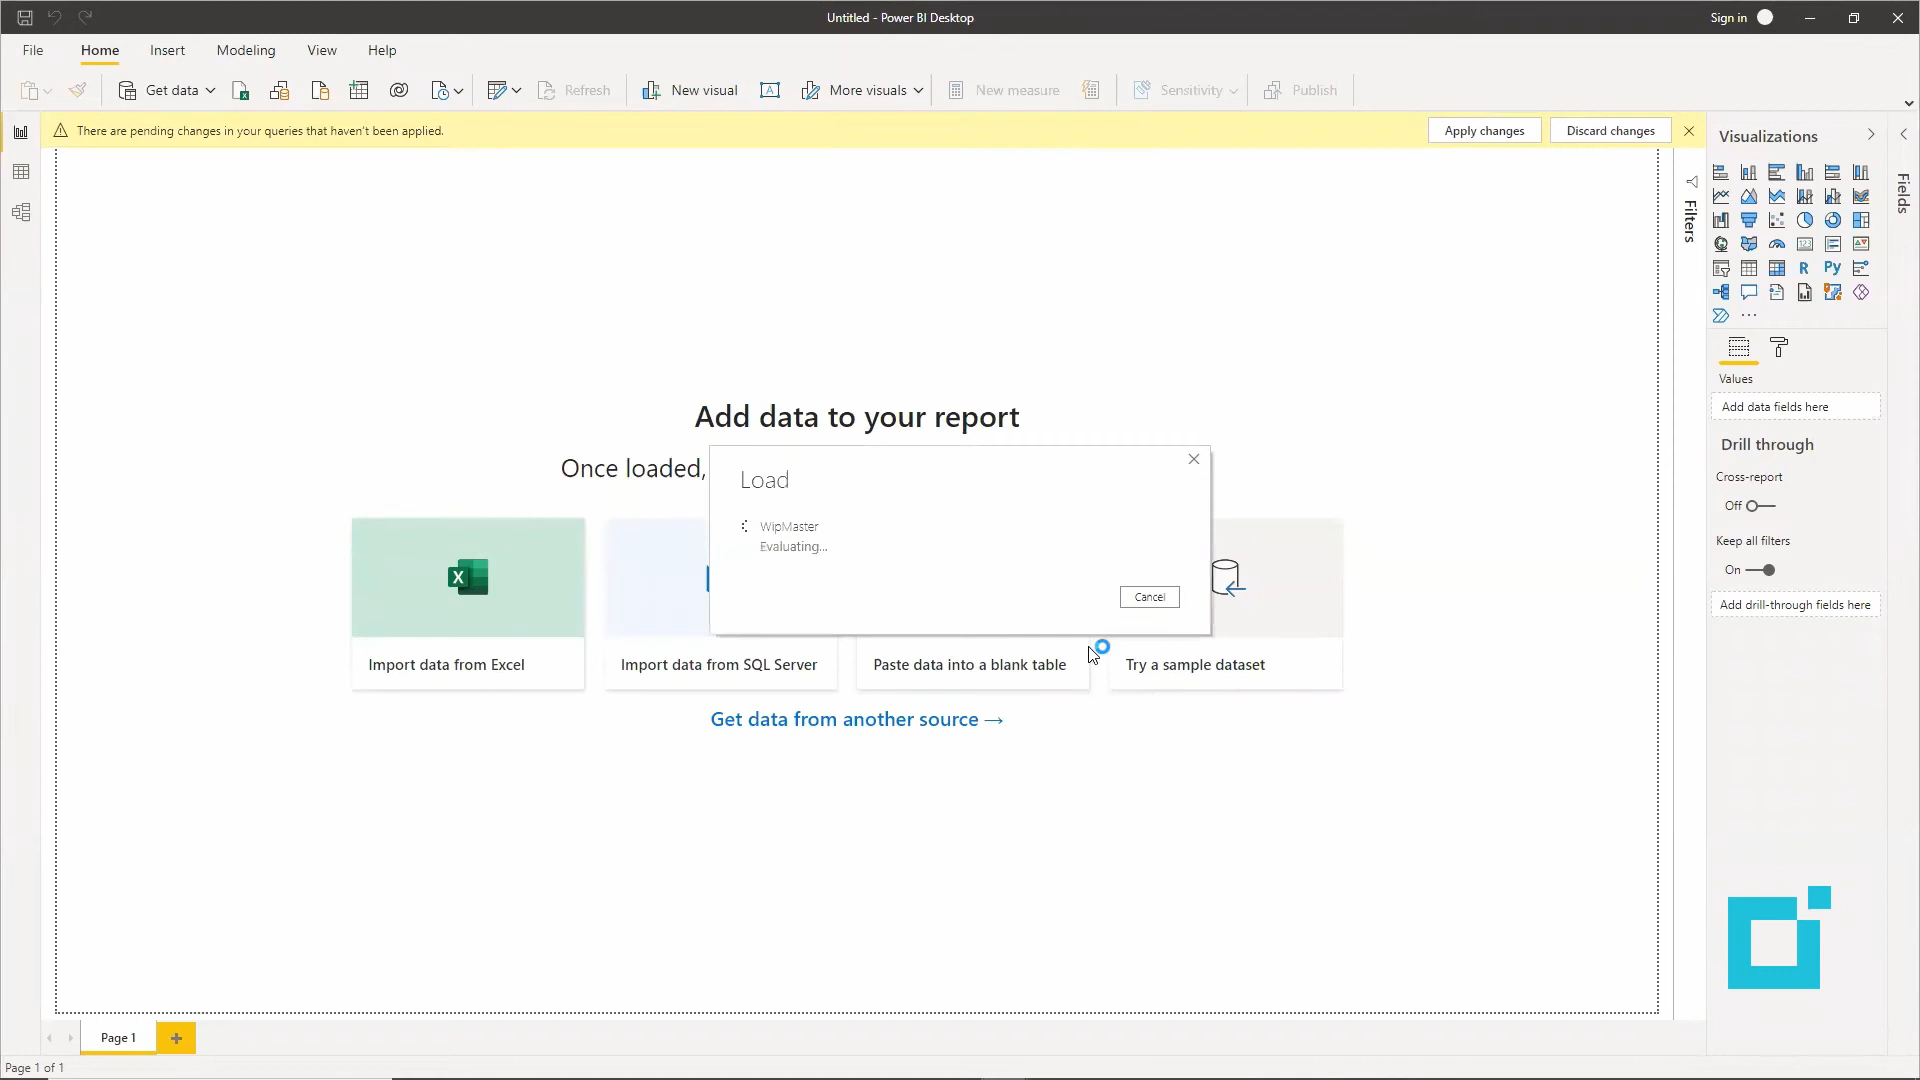 Untitled - Power BI Desktop
Sign in
File Home Insert Modeling View Help
Get data
Refresh
New visual
A
More visuals
New measure
Sensitivity
Publish
There are pending changes in your queries that haven't been applied.
Apply changes
Discard changes
Visualizations
Filters
Fields
123
R
Py
Values
Add data fields here
Drill through
Cross-report
Off
Keep all filters
On
Add drill-through fields here
Add data to your report
Once loaded,
Load
WipMaster
Evaluating...
Cancel
X
Import data from Excel
Import data from SQL Server
Paste data into a blank table
Try a sample dataset
Get data from another source →
Page 1
Page 1 of 1